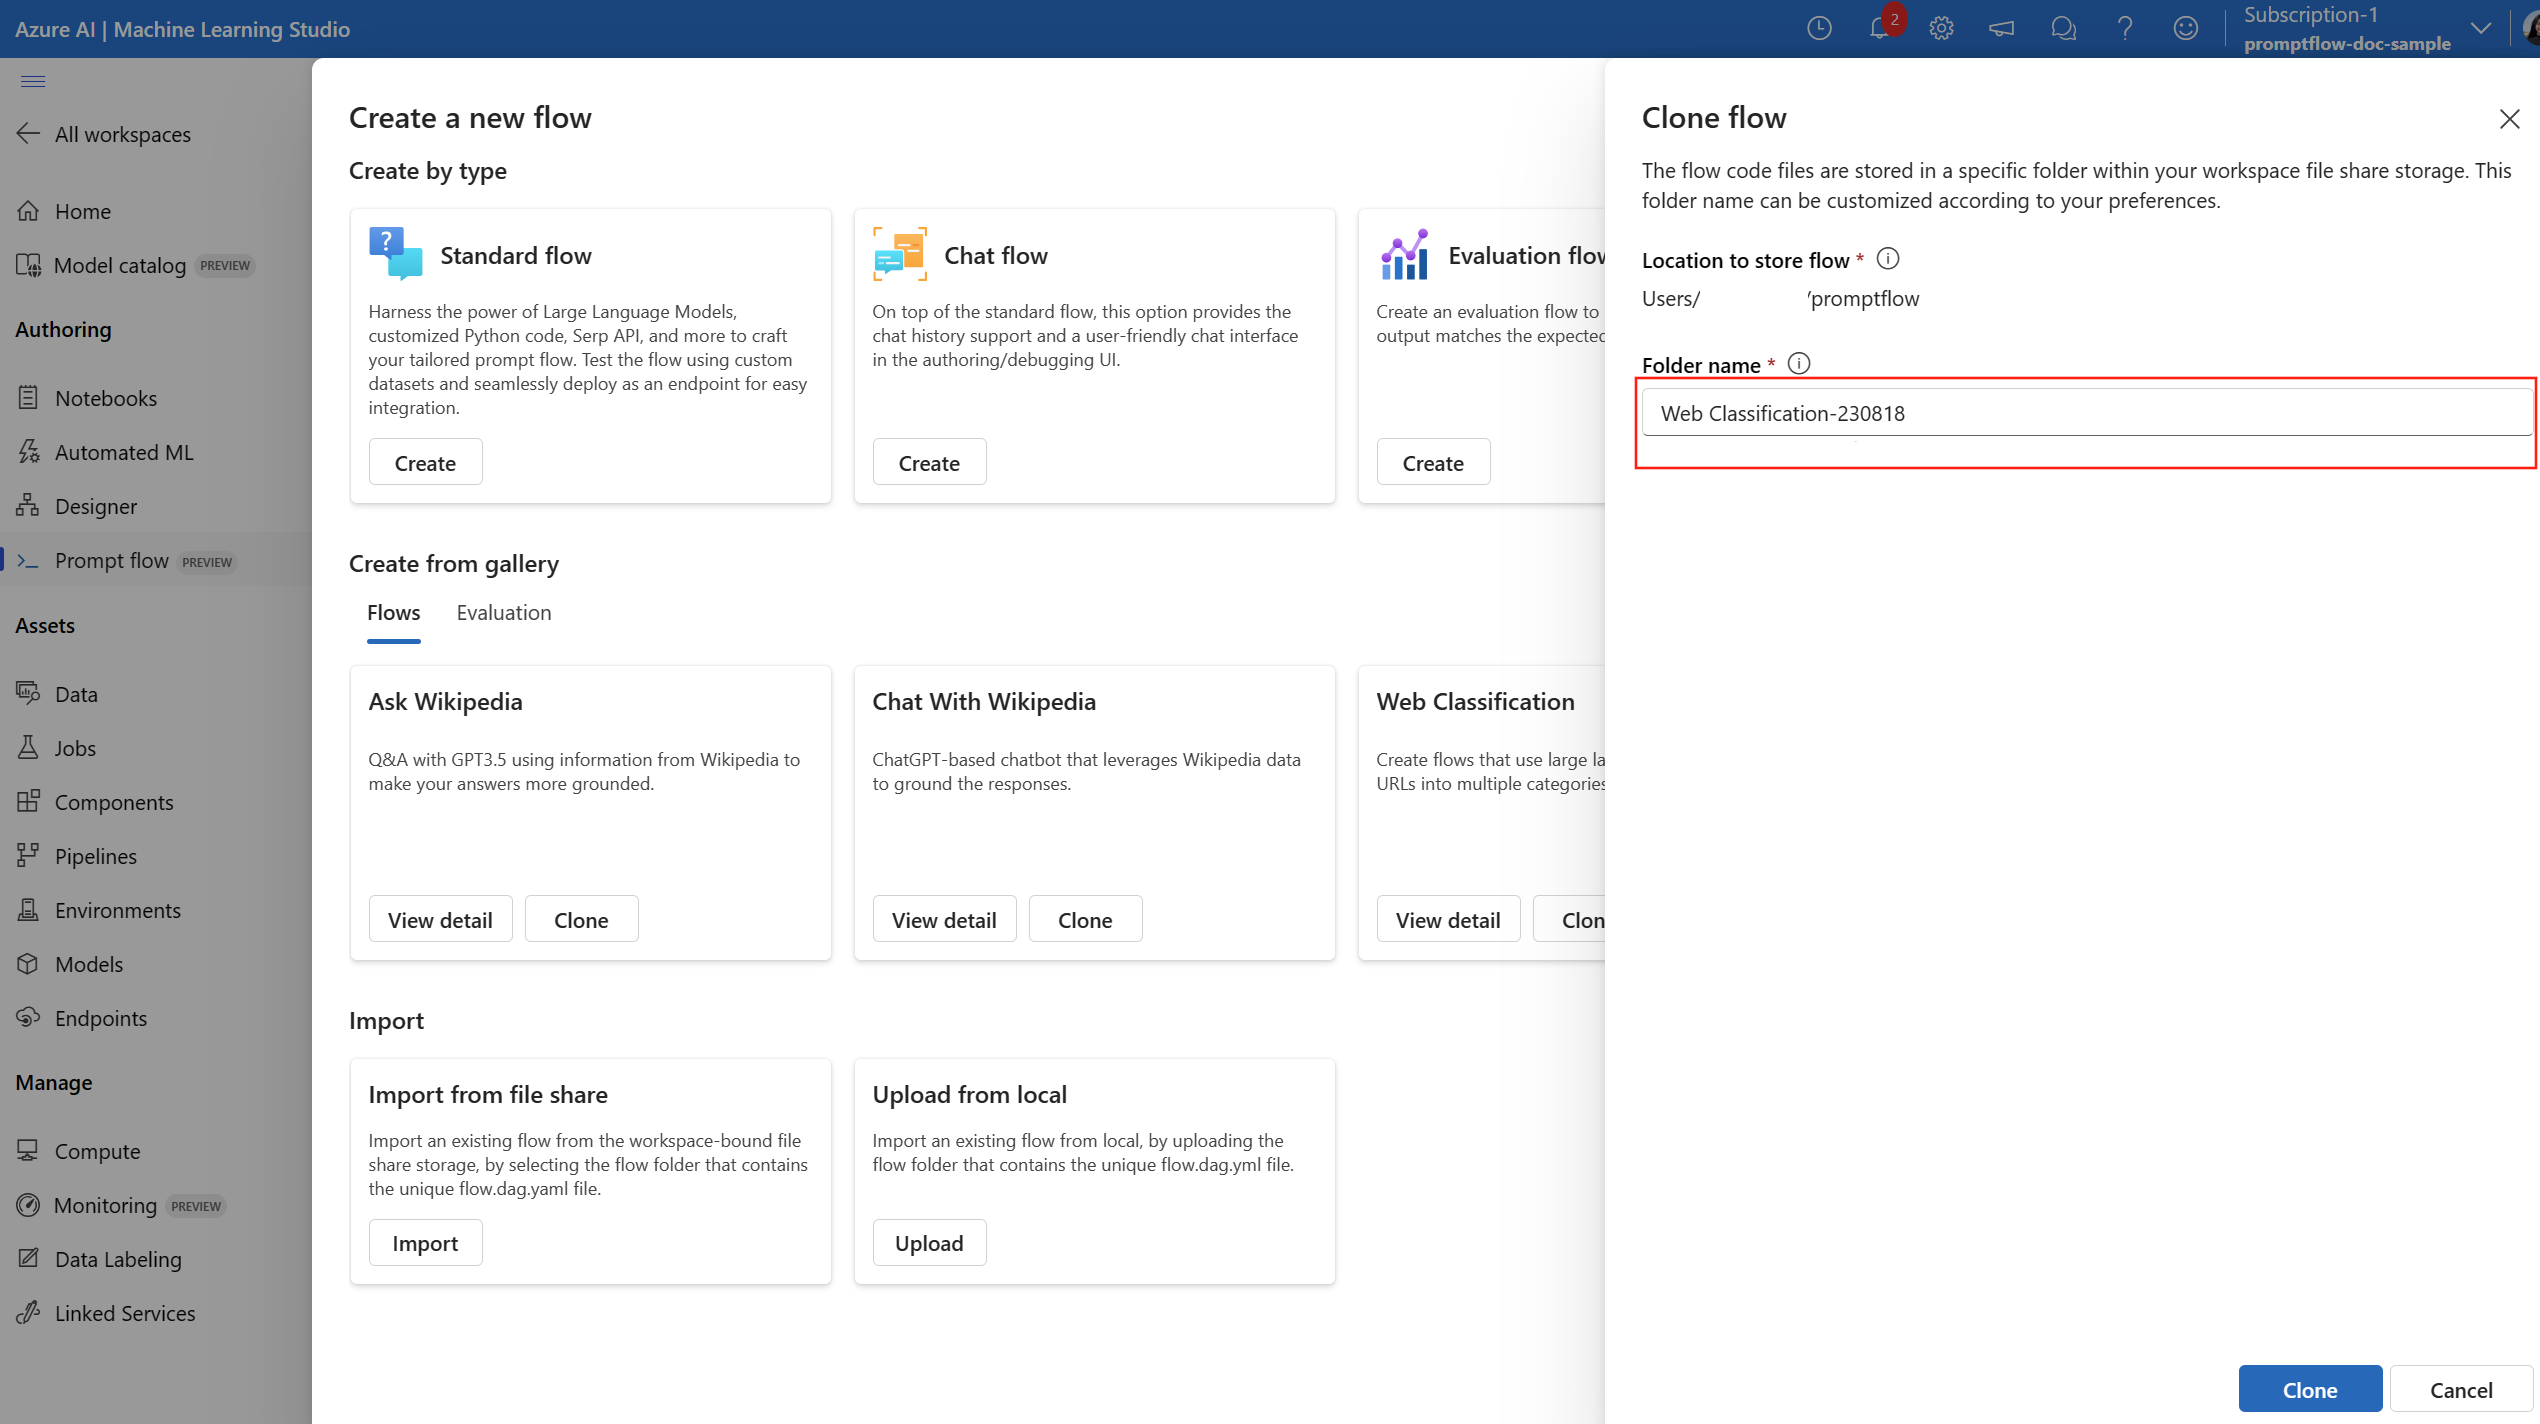 Azure AI | Machine Learning Studio
2
Subscription-1
promptflow-doc-sample
All workspaces
Home
Model catalog PREVIEW
Authoring
Notebooks
Automated ML
Designer
Prompt flow PREVIEW
Assets
Data
Jobs
Components
Pipelines
Environments
Models
Endpoints
Manage
Compute
Monitoring PREVIEW
Data Labeling
Linked Services
Create a new flow
Create by type
Standard flow
Harness the power of Large Language Models,
customized Python code, Serp API, and more to craft
your tailored prompt flow. Test the flow using custom
datasets and seamlessly deploy as an endpoint for easy
integration.
Create
Chat flow
On top of the standard flow, this option provides the
chat history support and a user-friendly chat interface
in the authoring/debugging UI.
Create
Evaluation flow
Create an evaluation flow to
output matches the expected
Create
Create from gallery
Flows Evaluation
Ask Wikipedia
Q&A with GPT3.5 using information from Wikipedia to
make your answers more grounded.
View detail Clone
Chat With Wikipedia
ChatGPT-based chatbot that leverages Wikipedia data
to ground the responses.
View detail Clone
Web Classification
Create flows that use large la
URLs into multiple categories
View detail Clon
Import
Import from file share
Import an existing flow from the workspace-bound file
share storage, by selecting the flow folder that contains
the unique flow.dag.yaml file.
Import
Upload from local
Import an existing flow from local, by uploading the
flow folder that contains the unique flow.dag.yml file.
Upload
Clone flow
The flow code files are stored in a specific folder within your workspace file share storage. This
folder name can be customized according to your preferences.
Location to store flow *
Users/ /promptflow
Folder name *
Web Classification-230818
Clone Cancel